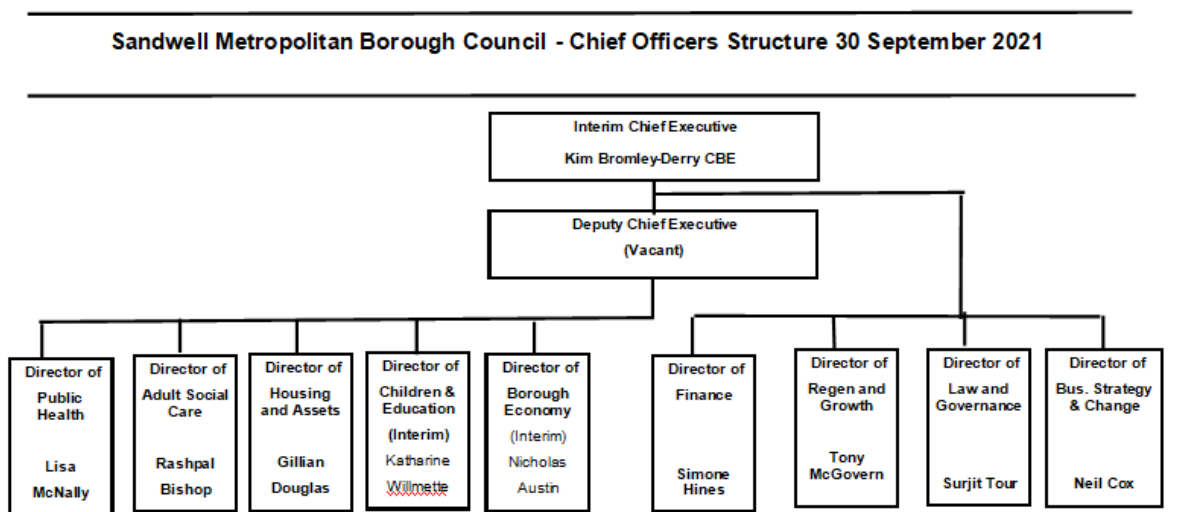 Sandwell Metropolitan Borough Council - Chief Officers Structure 30 September 2021
Interim Chief Executive
Kim Bromley-Derry CBE
Deputy Chief Executive
(Vacant)
Director of
Public
Health
Lisa
McNally
Director of
Adult Social
Care
Rashpal
Bishop
Director of
Housing
and Assets
Gillian
Douglas
Director of
Children &
Education
(Interim)
Katharine
Willmette
Director of
Borough
Economy
(Interim)
Nicholas
Austin
Director of
Finance
Simone
Hines
Director of
Regen and
Growth
Tony
McGovern
Director of
Law and
Governance
Surjit Tour
Director of
Bus. Strategy
& Change
Neil Cox